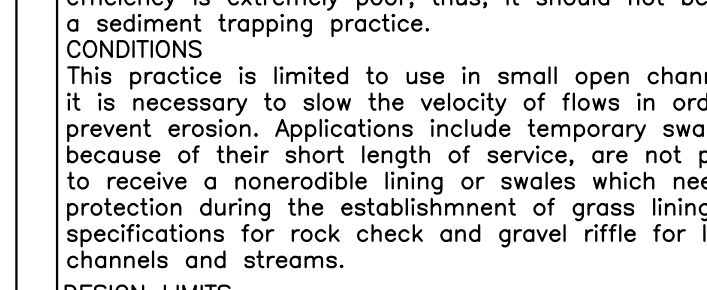 efficiency is extremely poor, thus, it should not be
a sediment trapping practice.
CONDITIONS
This practice is limited to use in small open chann
it is necessary to slow the velocity of flows in ord
prevent erosion. Applications include temporary swa
because of their short length of service, are not p
to receive a nonerodible lining or swales which nee
protection during the establishmnent of grass lining
specifications for rock check and gravel riffle for l
channels and streams.
DESIGN LIMITS